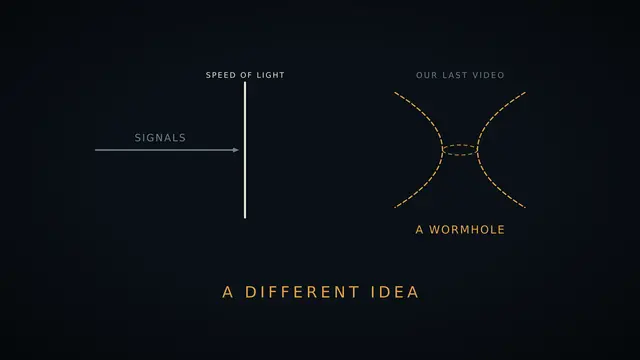 SPEED OF LIGHT
OUR LAST VIDEO
SIGNALS
A WORMHOLE
A DIFFERENT IDEA